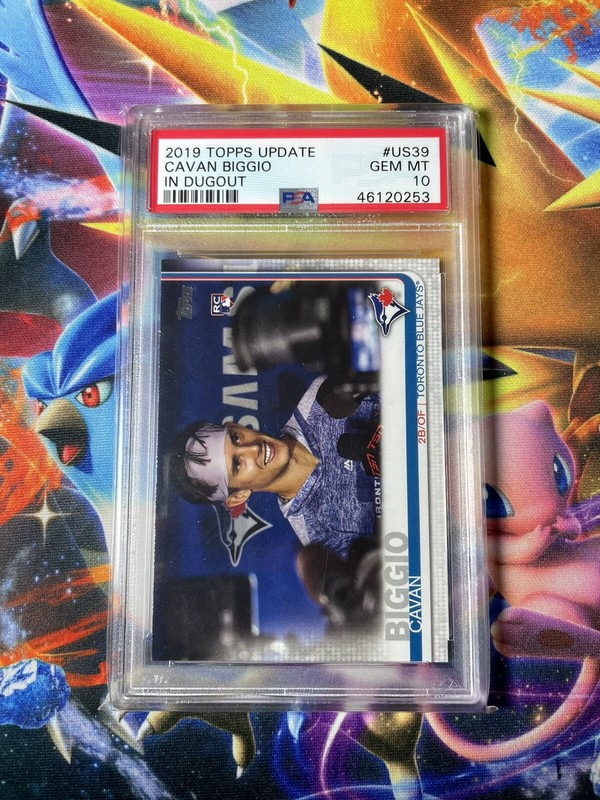 2019 TOPPS UPDATE #US39
CAVAN BIGGIO GEM MT
IN DUGOUT 10
PSA 46120253
Topps
RC
2B/OF | TORONTO BLUE JAYS®
BIGGIO
CAVAN